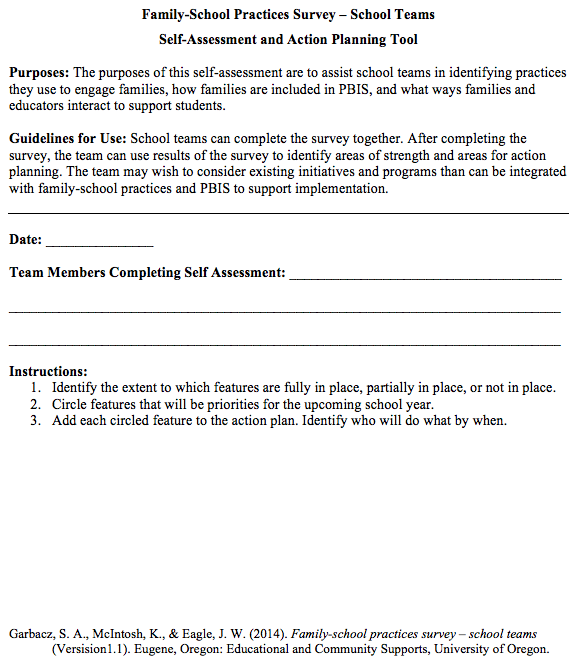 Family-School Practices Survey – School Teams
Self-Assessment and Action Planning Tool
Purposes: The purposes of this self-assessment are to assist school teams in identifying practices
they use to engage families, how families are included in PBIS, and what ways families and
educators interact to support students.
Guidelines for Use: School teams can complete the survey together. After completing the
survey, the team can use results of the survey to identify areas of strength and areas for action
planning. The team may wish to consider existing initiatives and programs than can be integrated
with family-school practices and PBIS to support implementation.
Date: _______________
Team Members Completing Self Assessment: ______________________________________
Instructions:
1. Identify the extent to which features are fully in place, partially in place, or not in place.
2. Circle features that will be priorities for the upcoming school year.
3. Add each circled feature to the action plan. Identify who will do what by when.
Garbacz, S. A., McIntosh, K., & Eagle, J. W. (2014). Family-school practices survey – school teams
(Versision1.1). Eugene, Oregon: Educational and Community Supports, University of Oregon.